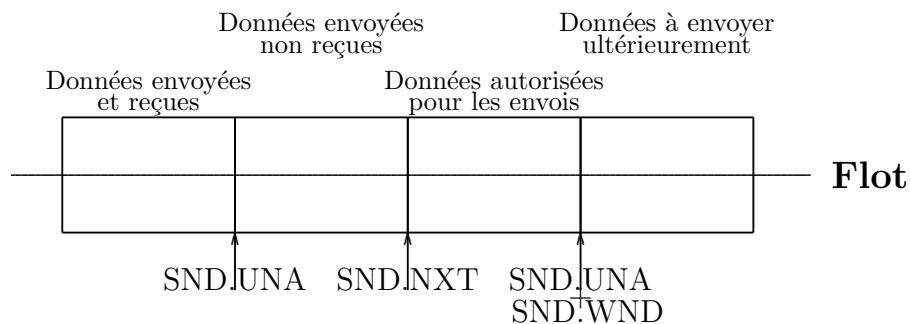 Données envoyées
non reçues
Données à envoyer
ultérieurement
Données envoyées
et reçues
Données autorisées
pour les envois
Flot
SND.UNA
SND.NXT
SND.UNA
+
SND.WND